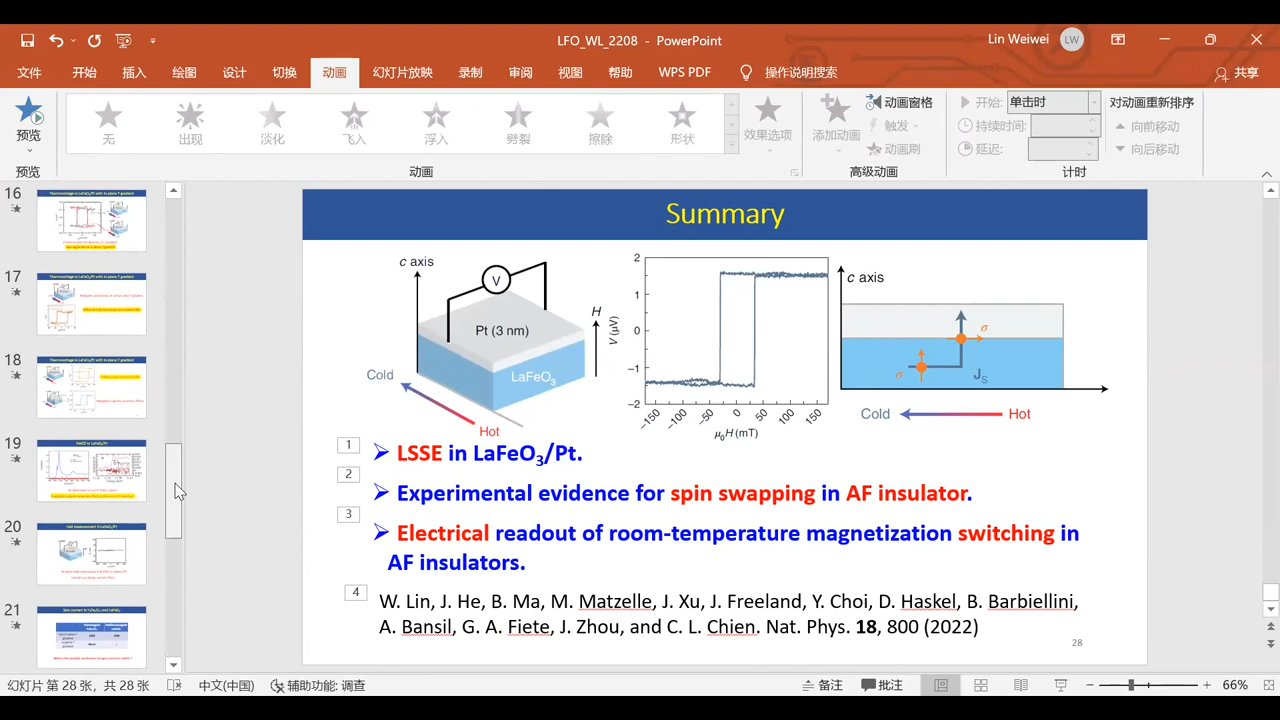 LFO_WL_2208 - PowerPoint
Lin Weiwei
LW
文件
开始
插入
绘图
设计
切换
动画
幻灯片放映
录制
审阅
视图
帮助
WPS PDF
操作说明搜索
共享
预览
无
出现
淡化
飞入
浮入
劈裂
擦除
形状
效果选项
添加动画
动画窗格
触发
动画刷
开始:
单击时
持续时间:
延迟:
对动画重新排序
向前移动
向后移动
预览
动画
高级动画
计时
16
17
18
19
20
21
Summary
c axis
V
H
Pt (3 nm)
LaFeO3
Cold
Hot
2
1
0
−1
−2
V (μV)
−150
−100
−50
0
50
100
150
μ0H (mT)
c axis
σ
σ
JS
Cold
Hot
1
➢ LSSE in LaFeO3/Pt.
2
➢ Experimental evidence for spin swapping in AF insulator.
3
➢ Electrical readout of room-temperature magnetization switching in
AF insulators.
4
W. Lin, J. He, B. Ma, M. Matzelle, J. Xu, J. Freeland, Y. Choi, D. Haskel, B. Barbiellini,
A. Bansil, G. A. Fiete, J. Zhou, and C. L. Chien, Nat. Phys. 18, 800 (2022)
28
幻灯片 第 28 张，共 28 张
中文(中国)
辅助功能: 调查
备注
批注
66%